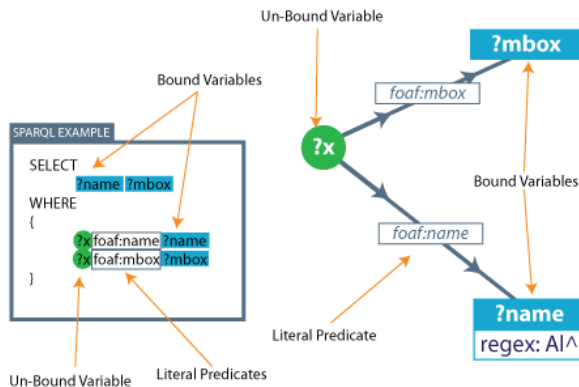 Un-Bound Variable
?mbox
Bound Variables
foaf:mbox
SPARQL EXAMPLE
?x
SELECT
?name ?mbox
Bound Variables
WHERE
{
?x foaf:name ?name
foaf:name
?x foaf:mbox ?mbox
}
?name
Literal Predicate
regex: Al^
Un-Bound Variable
Literal Predicates